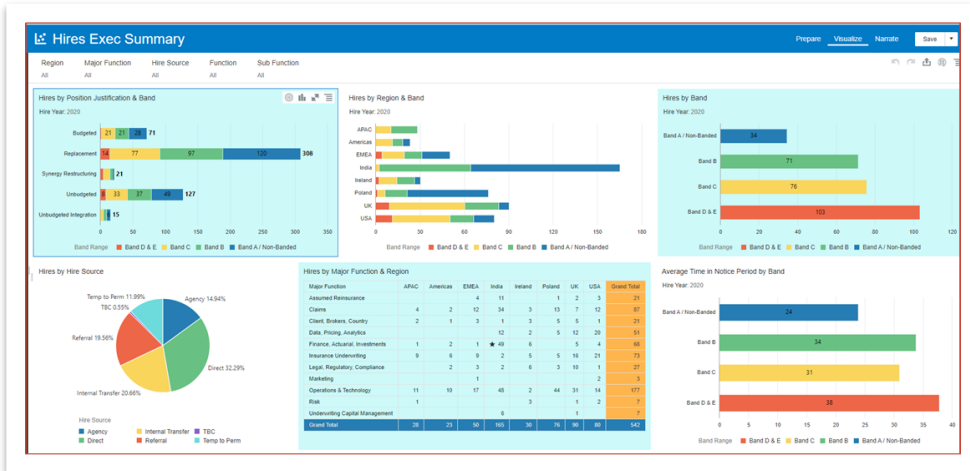 Hires Exec Summary
Prepare Visualize Narrate Save
Region Major Function Hire Source Function Sub Function
All All All All All
Hires by Position Justification & Band
Hire Year: 2020
Budgeted 21 21 28 71
Replacement 14 77 97 120 308
Synergy Restructuring 21
Unbudgeted 8 33 37 49 127
Unbudgeted Integration 6 15
0 50 100 150 200 250 300 350
Band Range Band D & E Band C Band B Band A / Non-Banded
Hires by Region & Band
Hire Year: 2020
APAC
Americas
EMEA
India
Ireland
Poland
UK
USA
0 30 60 90 120 150 180
Band Range Band D & E Band C Band B Band A / Non-Banded
Hires by Band
Hire Year: 2020
Band A / Non-Banded 34
Band B 71
Band C 76
Band D & E 103
0 20 40 60 80 100 120
Band Range Band D & E Band C Band B Band A / Non-Banded
Hires by Hire Source
Temp to Perm 11.99%
Agency 14.94%
TBC 0.55%
Referral 19.56%
Direct 32.29%
Internal Transfer 20.66%
Hire Source
Agency Internal Transfer TBC
Direct Referral Temp to Perm
Hires by Major Function & Region
Major Function APAC Americas EMEA India Ireland Poland UK USA Grand Total
Assumed Reinsurance 4 11 1 2 3 21
Claims 4 2 12 34 3 13 7 12 87
Client, Brokers, Country 2 1 3 1 3 5 5 1 21
Data, Pricing, Analytics 12 2 5 12 20 51
Finance, Actuarial, Investments 1 2 1 ★ 49 6 5 4 68
Insurance Underwriting 9 6 9 2 5 5 16 21 73
Legal, Regulatory, Compliance 2 3 2 6 3 10 1 27
Marketing 1 2 3
Operations & Technology 11 10 17 48 2 44 31 14 177
Risk 1 3 1 2 7
Underwriting Capital Management 6 1 7
Grand Total 28 23 50 165 30 76 90 80 542
Average Time in Notice Period by Band
Hire Year: 2020
Band A / Non-Banded 24
Band B 34
Band C 31
Band D & E 38
0 5 10 15 20 25 30 35 40
Band Range Band D & E Band C Band B Band A / Non-Banded